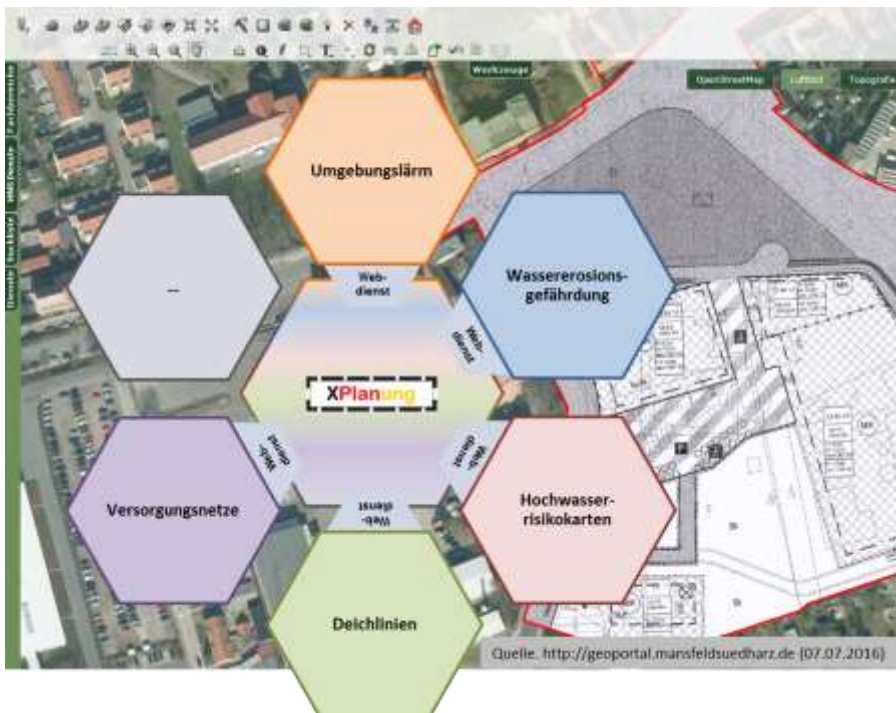 Werkzeuge
OpenStreetMap
Luftbild
Topografie
Umgebungslärm
...
Web-
dienst
Wassererosions-
gefährdung
Web-
dienst
XPlanung
Versorgungsnetze
Web-
dienst
Web-
dienst
Hochwasser-
risikokarten
Web-
dienst
Deichlinien
Quelle. http://geoportal.mansfeldsuedharz.de (07.07.2016)